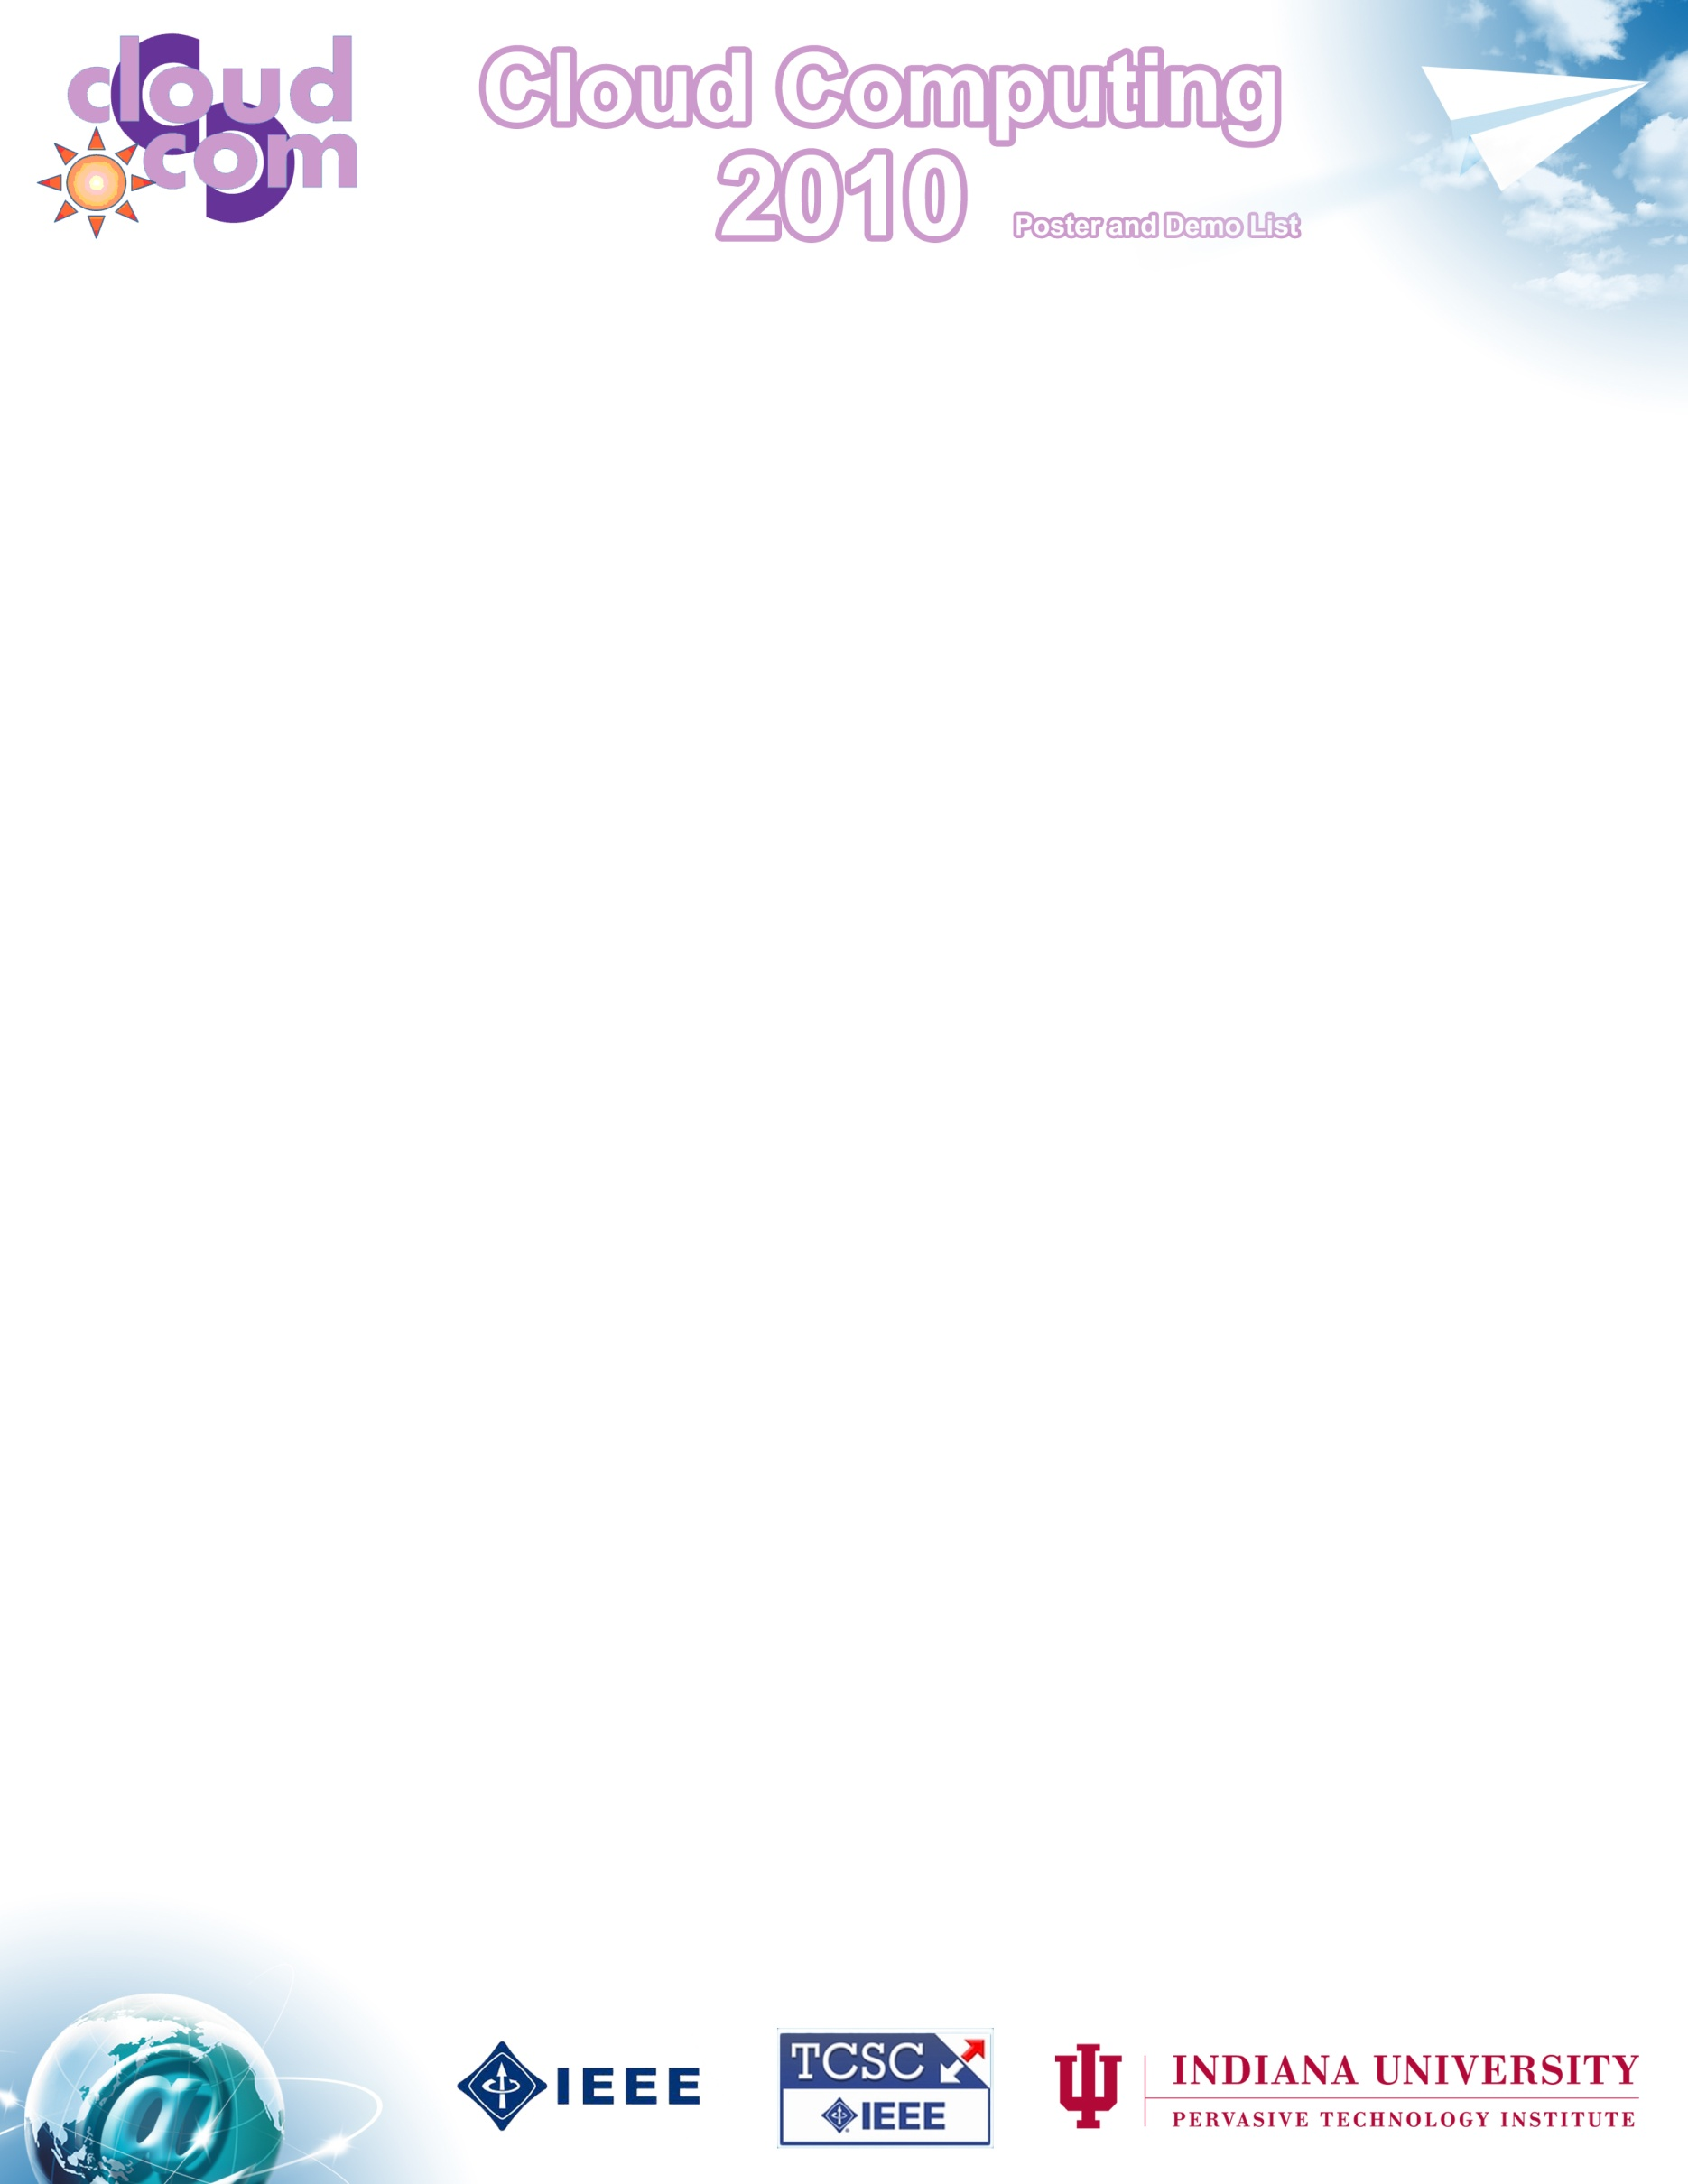 cloud
com
Cloud Computing
2010
Poster and Demo List
@
IEEE
TCSC
IEEE
INDIANA UNIVERSITY
PERVASIVE TECHNOLOGY INSTITUTE